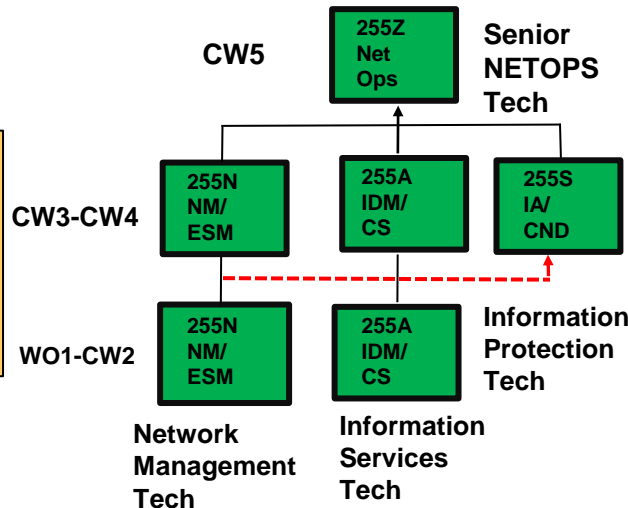 CW5
255Z
Net
Ops
Senior
NETOPS
Tech
CW3-CW4
255N
NM/
ESM
255A
IDM/
CS
255S
IA/
CND
WO1-CW2
255N
NM/
ESM
255A
IDM/
CS
Information
Protection
Tech
Network
Management
Tech
Information
Services
Tech